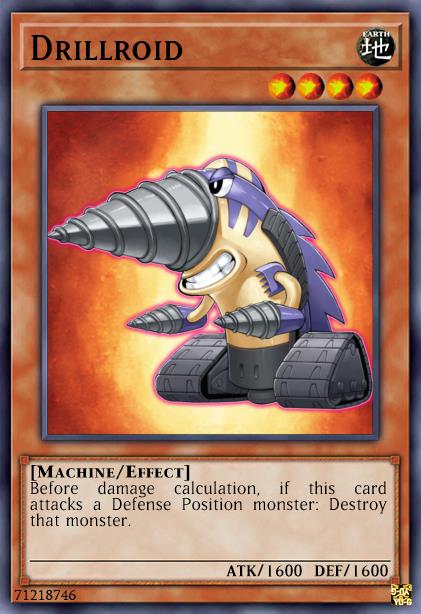 DRILLROID
EARTH
地
[MACHINE/EFFECT]
Before damage calculation, if this card
attacks a Defense Position monster: Destroy
that monster.
ATK/1600 DEF/1600
71218746